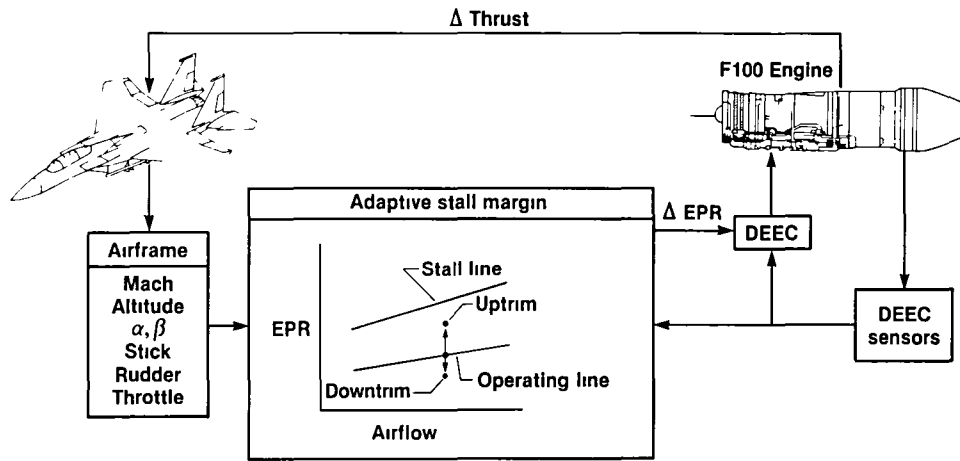 Δ Thrust
F100 Engine
Adaptive stall margin
Δ EPR
DEEC
Airframe
Mach
Altitude
α, β
Stick
Rudder
Throttle
Stall line
Uptrim
EPR
Downtrim
Operating line
Airflow
DEEC
sensors